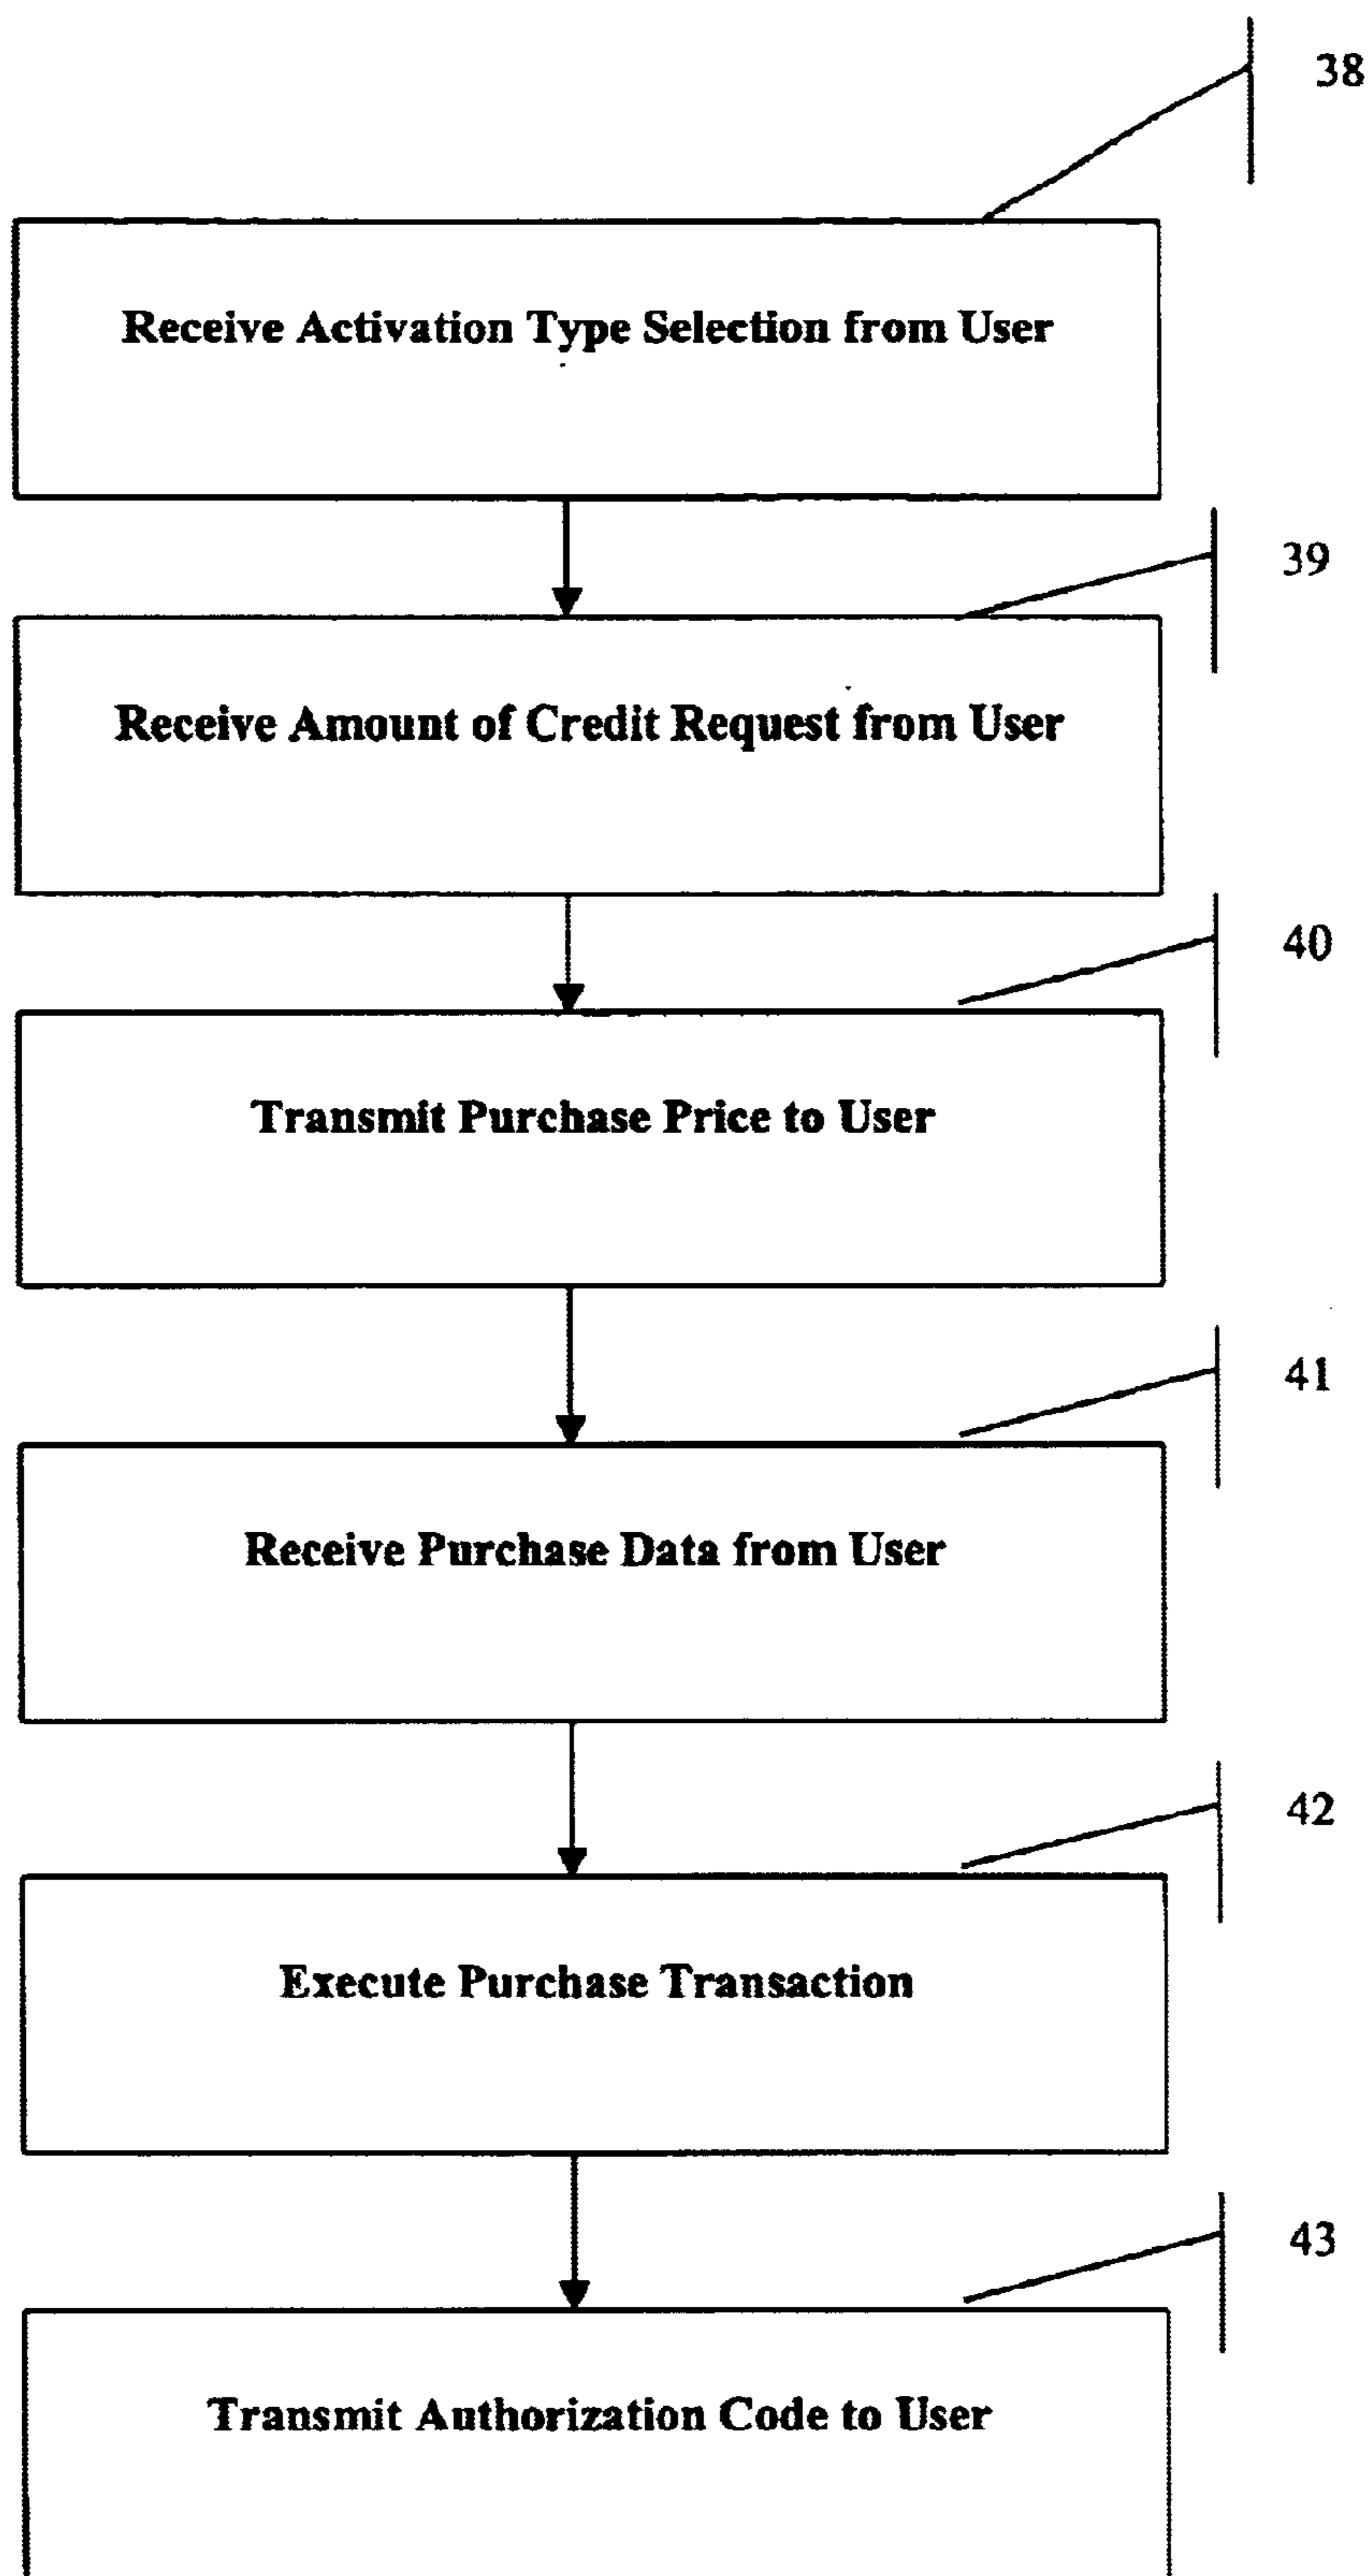 38
Receive Activation Type Selection from User
39
Receive Amount of Credit Request from User
40
Transmit Purchase Price to User
41
Receive Purchase Data from User
42
Execute Purchase Transaction
43
Transmit Authorization Code to User